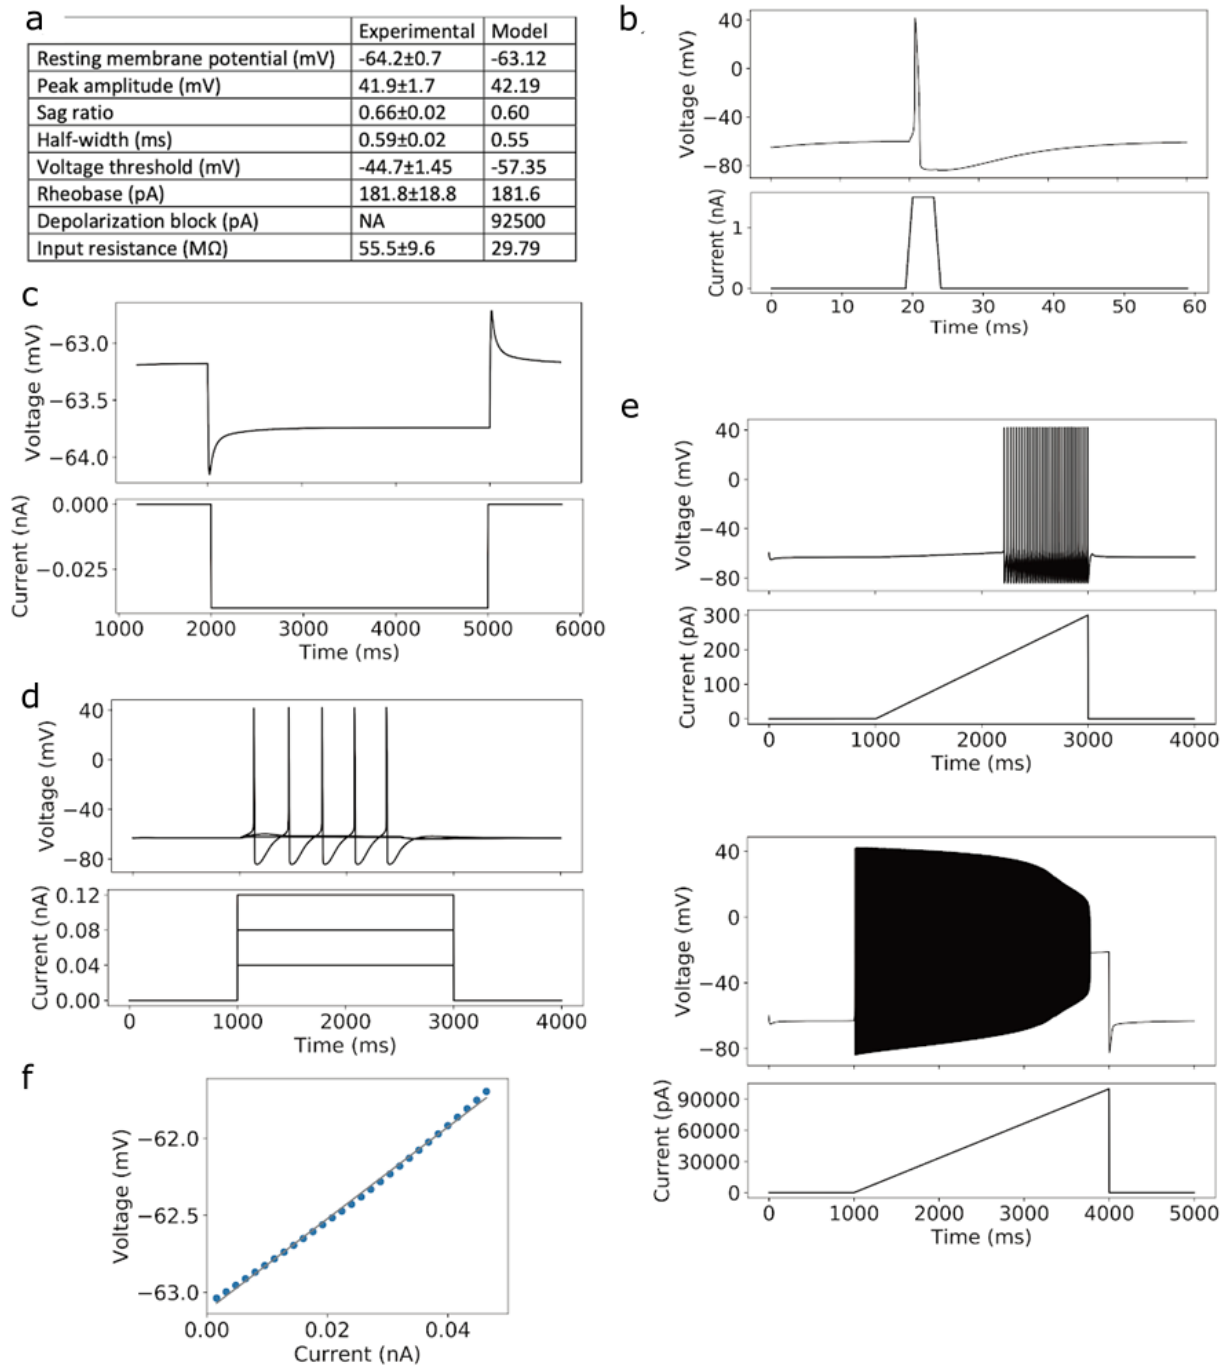 a
Experimental Model
Resting membrane potential (mV) -64.2±0.7 -63.12
Peak amplitude (mV) 41.9±1.7 42.19
Sag ratio 0.66±0.02 0.60
Half-width (ms) 0.59±0.02 0.55
Voltage threshold (mV) -44.7±1.45 -57.35
Rheobase (pA) 181.8±18.8 181.6
Depolarization block (pA) NA 92500
Input resistance (MΩ) 55.5±9.6 29.79
b
Voltage (mV)
40
0
−40
−80
Current (nA)
1
0
0 10 20 30 40 50 60
Time (ms)
c
Voltage (mV)
−63.0
−63.5
−64.0
Current (nA)
0.000
−0.025
1000 2000 3000 4000 5000 6000
Time (ms)
d
Voltage (mV)
40
0
−40
−80
Current (nA)
0.12
0.08
0.04
0.00
0 1000 2000 3000 4000
Time (ms)
e
Voltage (mV)
40
0
−40
−80
Current (pA)
300
200
100
0
0 1000 2000 3000 4000
Time (ms)
Voltage (mV)
40
0
−40
−80
Current (pA)
90000
60000
30000
0
0 1000 2000 3000 4000 5000
Time (ms)
f
Voltage (mV)
−62.0
−62.5
−63.0
0.00 0.02 0.04
Current (nA)